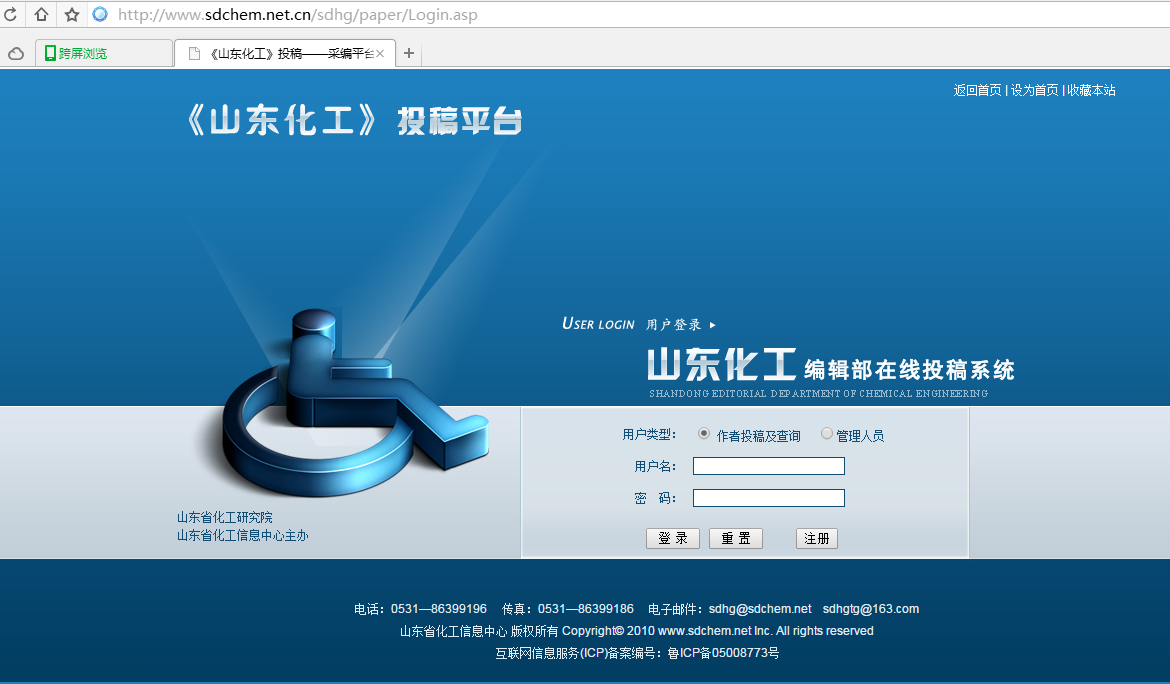 http://www.sdchem.net.cn/sdhg/paper/Login.asp
跨屏浏览
《山东化工》投稿——采编平台
返回首页 | 设为首页 | 收藏本站
《山东化工》投稿平台
USER LOGIN 用户登录
山东化工 编辑部在线投稿系统
SHANDONG EDITORIAL DEPARTMENT OF CHEMICAL ENGINEERING
用户类型： 作者投稿及查询 管理人员
用户名：
密 码：
登 录 重 置 注册
山东省化工研究院
山东省化工信息中心主办
电话：0531—86399196 传真：0531—86399186 电子邮件：sdhg@sdchem.net sdhgtg@163.com
山东省化工信息中心 版权所有 Copyright© 2010 www.sdchem.net Inc. All rights reserved
互联网信息服务(ICP)备案编号：鲁ICP备05008773号